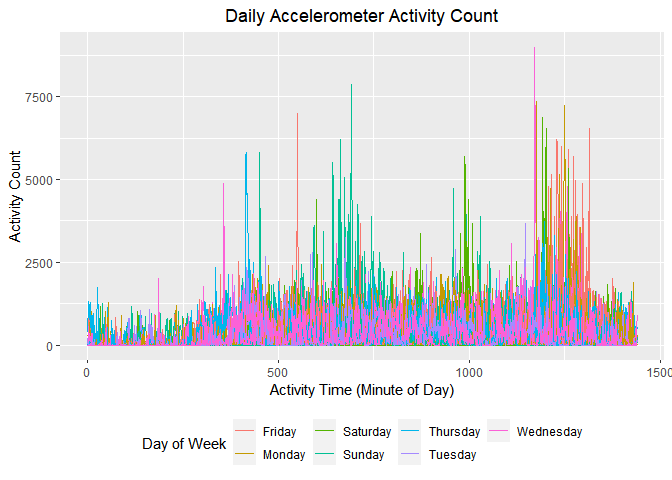 Daily Accelerometer Activity Count
Activity Count
7500
5000
2500
0
0 500 1000 1500
Activity Time (Minute of Day)
Day of Week
Friday Saturday Thursday Wednesday
Monday Sunday Tuesday